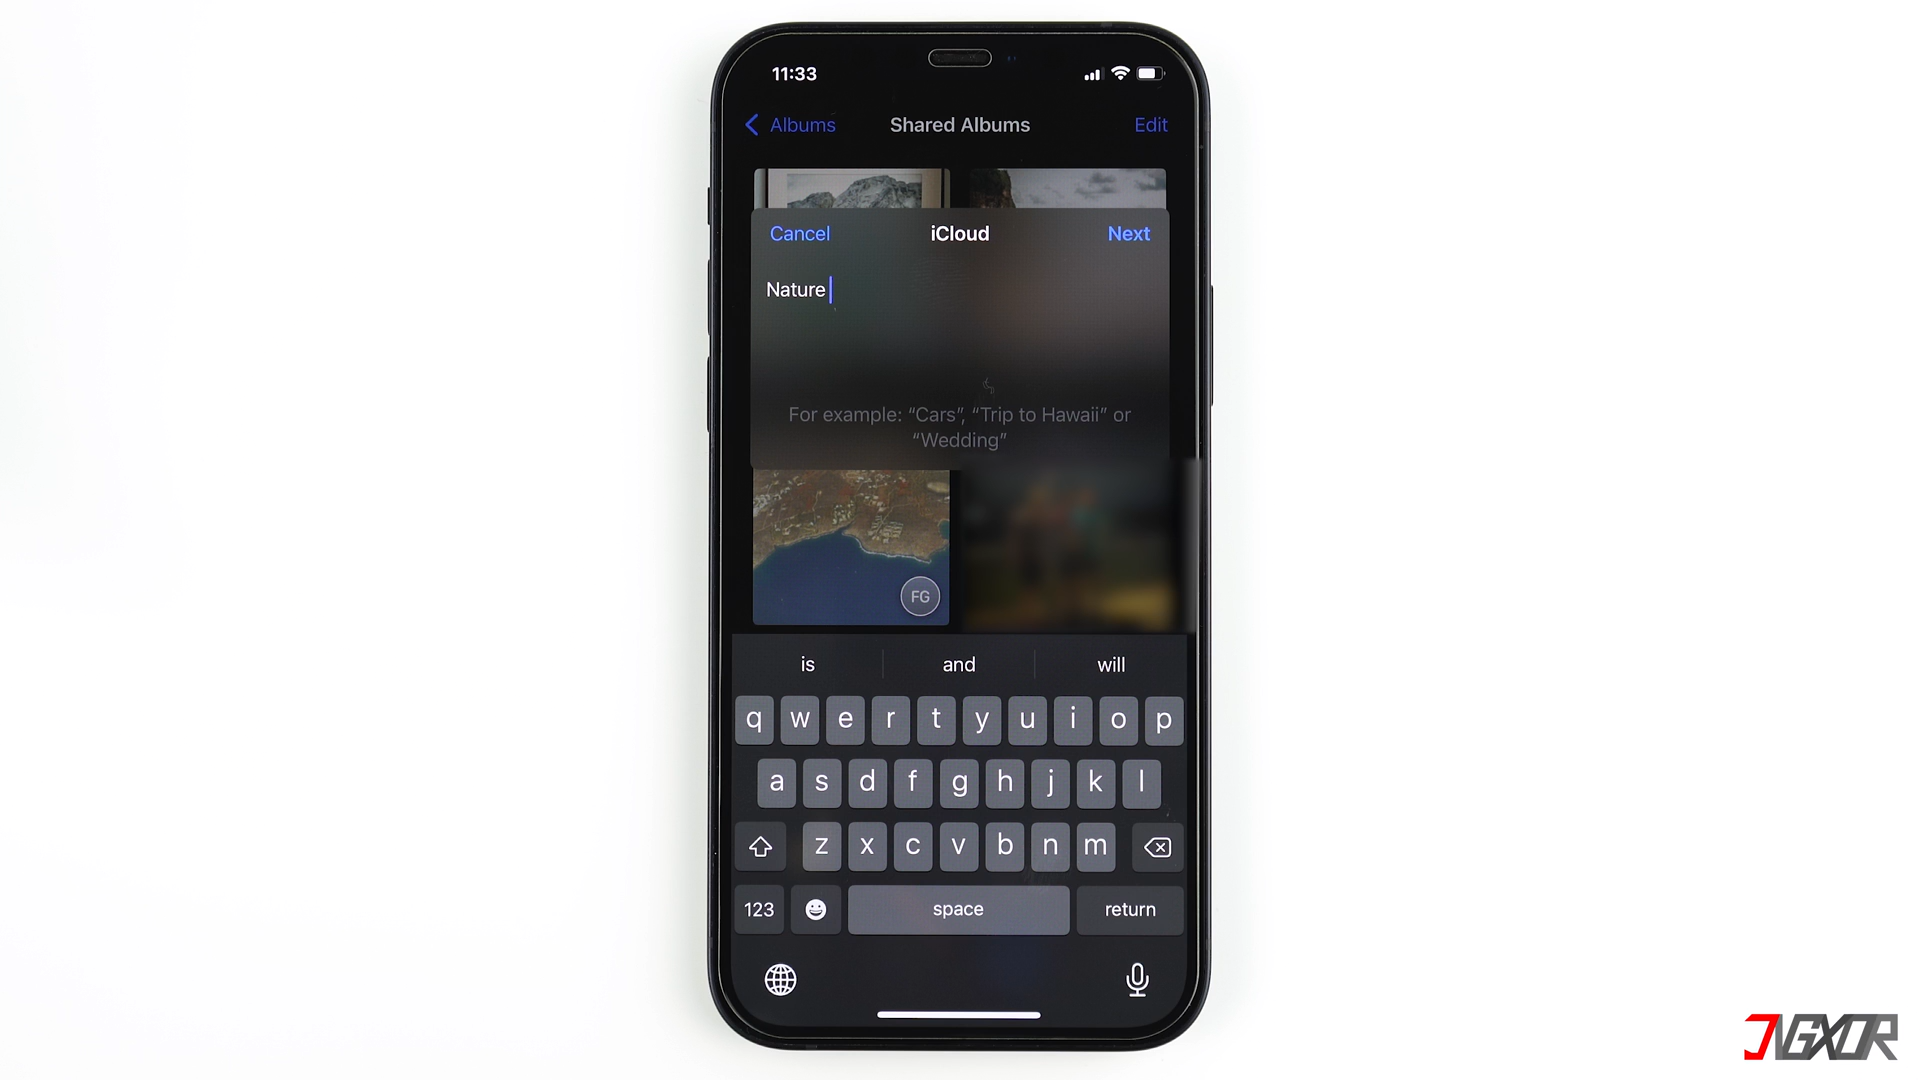 11:33
Albums
Shared Albums
Edit
Cancel
iCloud
Next
Nature
For example: “Cars”, “Trip to Hawaii” or
“Wedding”
FG
is
and
will
q w e r t y u i o p
a s d f g h j k l
z x c v b n m
123
space
return
JVGXOR